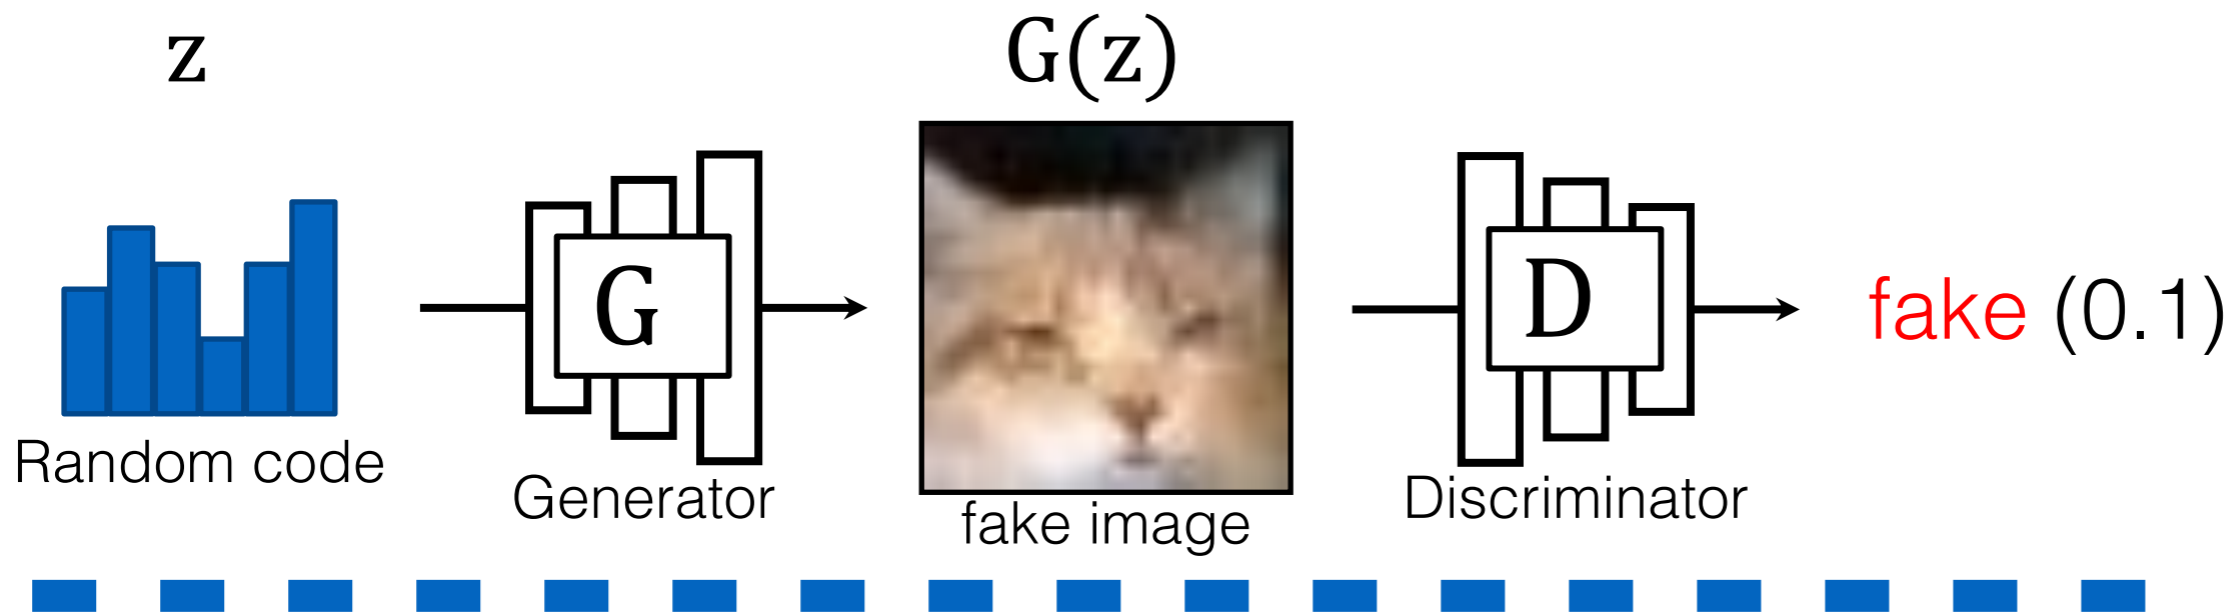 z
G(z)
G
D
fake (0.1)
Random code
Generator
fake image
Discriminator